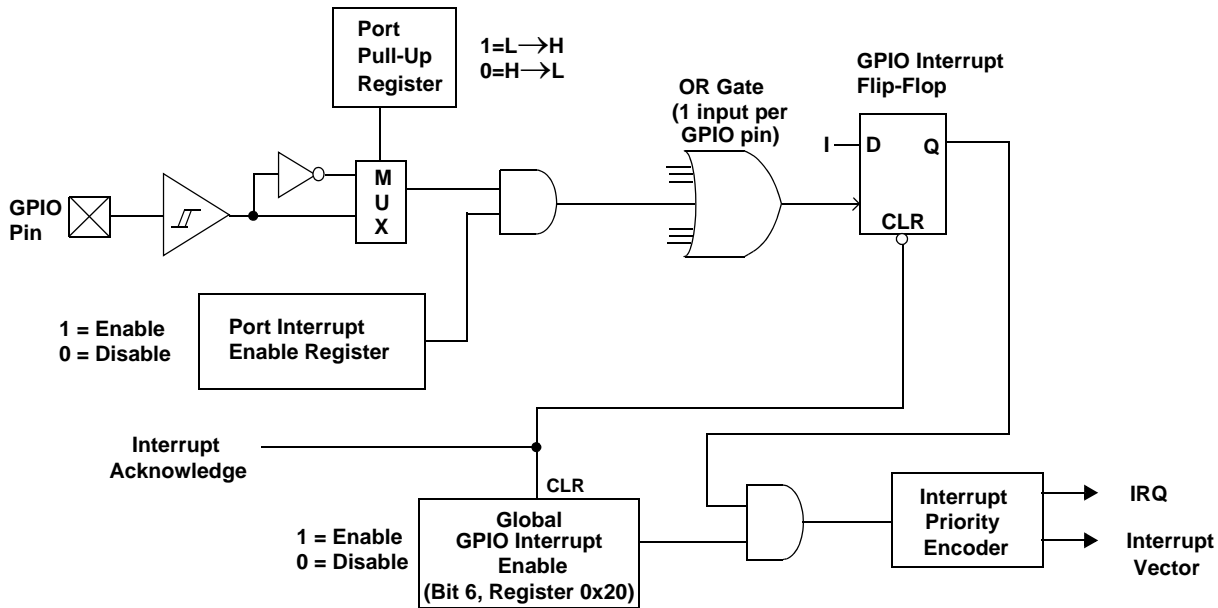 Port
Pull-Up
Register
1=L→H
0=H→L
GPIO Interrupt
Flip-Flop
OR Gate
(1 input per
GPIO pin)
I
D
Q
CLR
M
U
X
GPIO
Pin
1 = Enable
0 = Disable
Port Interrupt
Enable Register
Interrupt
Acknowledge
CLR
1 = Enable
0 = Disable
Global
GPIO Interrupt
Enable
(Bit 6, Register 0x20)
Interrupt
Priority
Encoder
IRQ
Interrupt
Vector